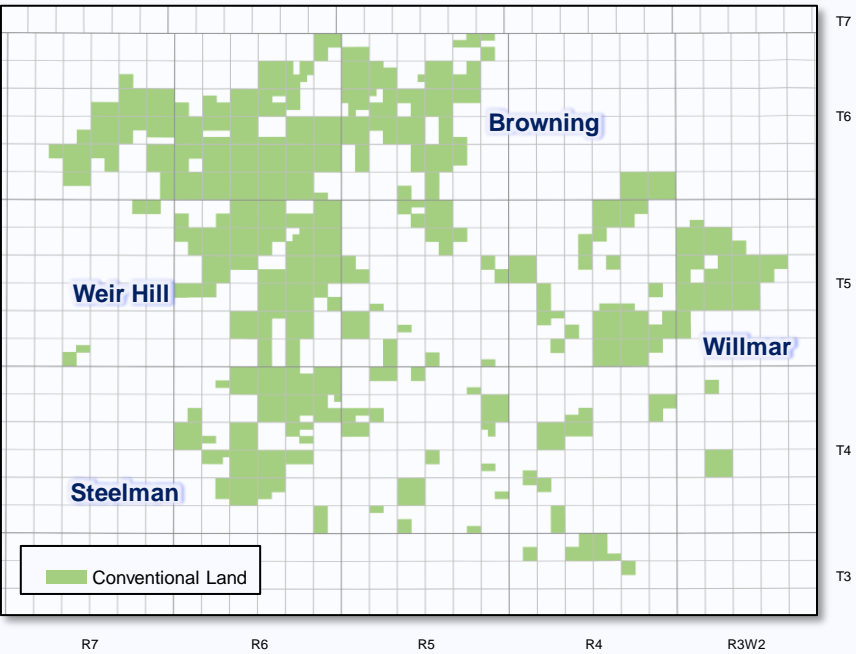 T7
T6
Browning
T5
Weir Hill
Willmar
T4
Steelman
Conventional Land
T3
R7 R6 R5 R4 R3W2